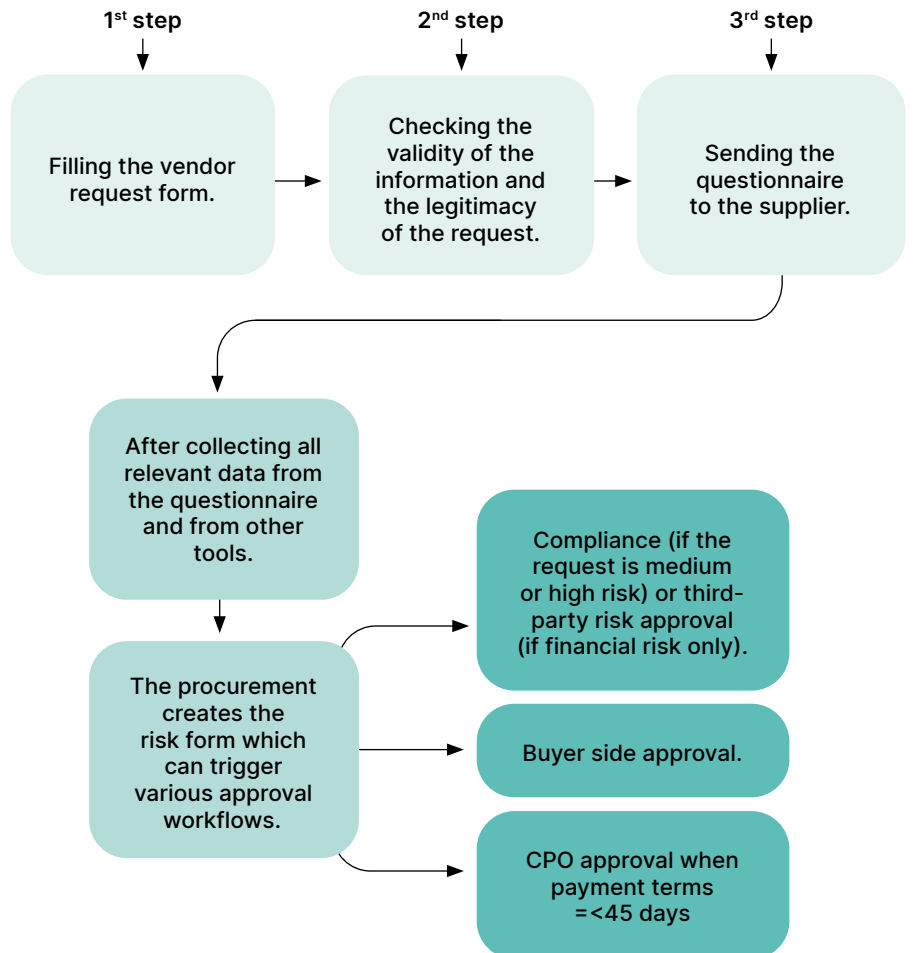 1st step
2nd step
3rd step
Filling the vendor
request form.
Checking the
validity of the
information and
the legitimacy
of the request.
Sending the
questionnaire
to the supplier.
After collecting all
relevant data from
the questionnaire
and from other
tools.
The procurement
creates the
risk form which
can trigger
various approval
workflows.
Compliance (if the
request is medium
or high risk) or third-
party risk approval
(if financial risk only).
Buyer side approval.
CPO approval when
payment terms
=<45 days